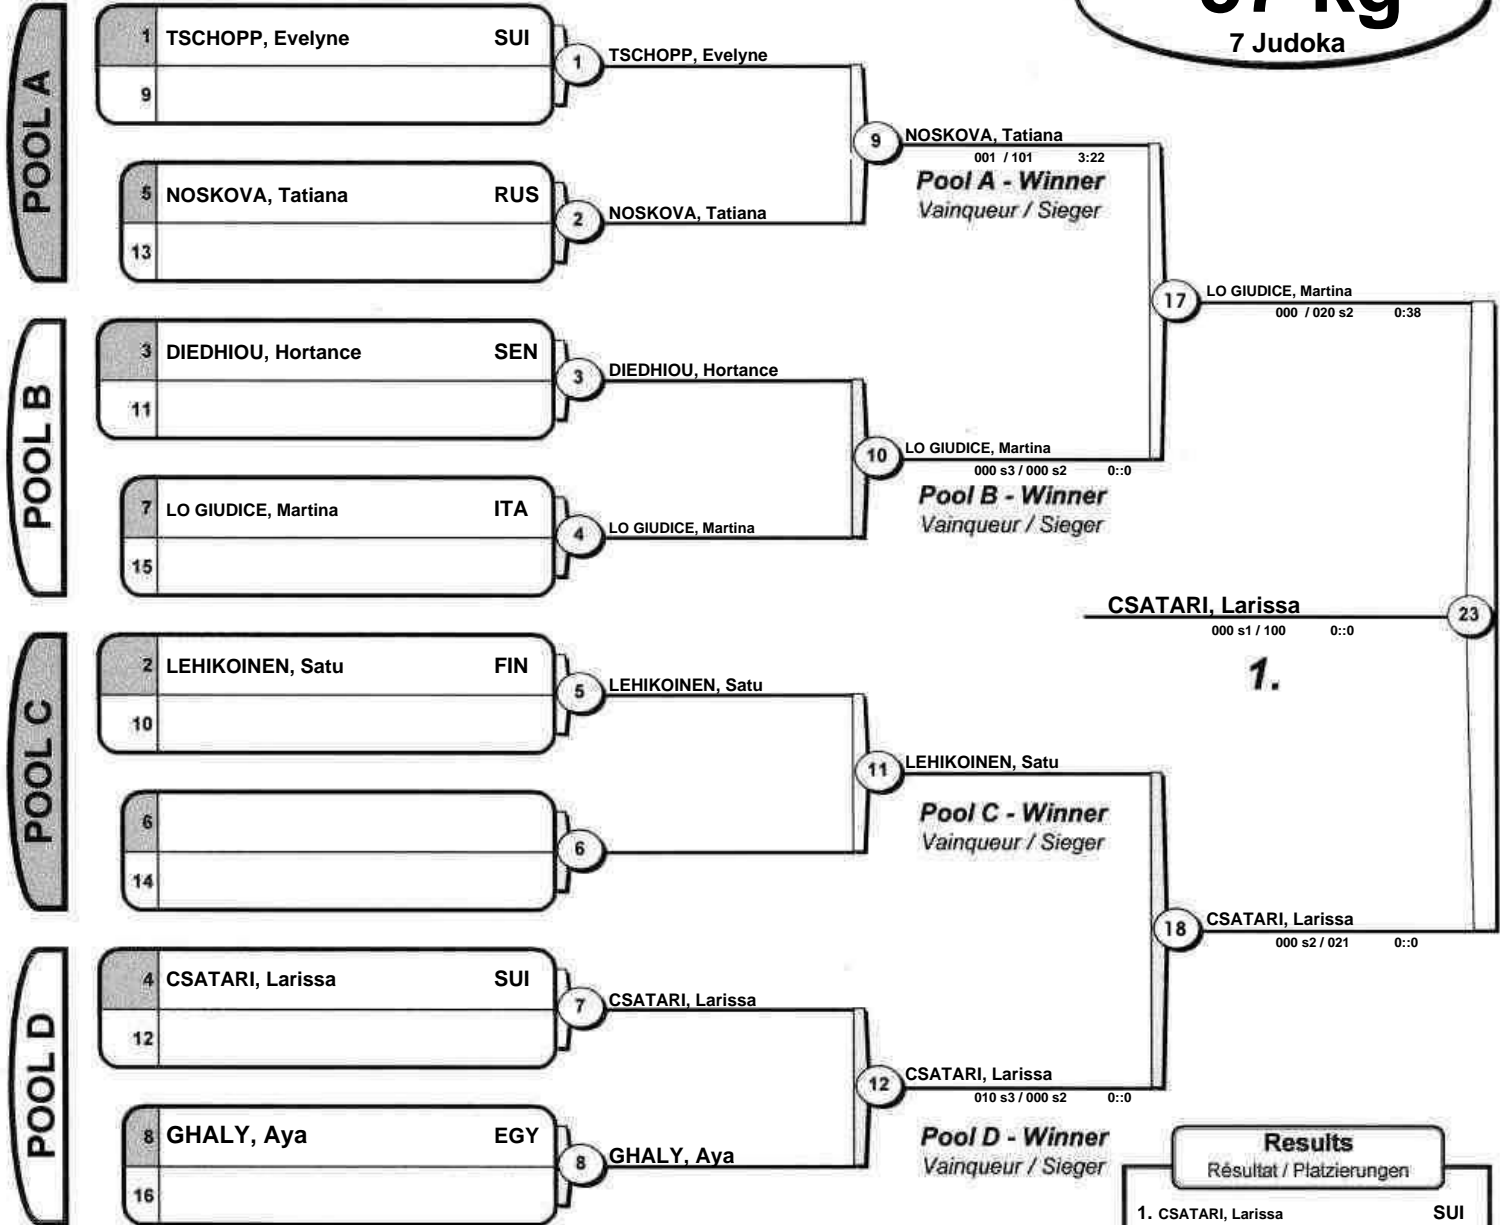 kg
7 Judoka
POOL A
1 TSCHOPP, Evelyne SUI
9
1 TSCHOPP, Evelyne
5 NOSKOVA, Tatiana RUS
13
2 NOSKOVA, Tatiana
9 NOSKOVA, Tatiana
001 / 101 3:22
Pool A - Winner
Vainqueur / Sieger
POOL B
3 DIEDHIOU, Hortance SEN
11
3 DIEDHIOU, Hortance
7 LO GIUDICE, Martina ITA
15
4 LO GIUDICE, Martina
10 LO GIUDICE, Martina
000 s3 / 000 s2 0::0
Pool B - Winner
Vainqueur / Sieger
17 LO GIUDICE, Martina
000 / 020 s2 0:38
CSATARI, Larissa 23
000 s1 / 100 0::0
1.
POOL C
2 LEHIKOINEN, Satu FIN
10
5 LEHIKOINEN, Satu
6
14
6
11 LEHIKOINEN, Satu
Pool C - Winner
Vainqueur / Sieger
18 CSATARI, Larissa
000 s2 / 021 0::0
POOL D
4 CSATARI, Larissa SUI
12
7 CSATARI, Larissa
8 GHALY, Aya EGY
16
8 GHALY, Aya
12 CSATARI, Larissa
010 s3 / 000 s2 0::0
Pool D - Winner
Vainqueur / Sieger
Results
Résultat / Platzierungen
1. CSATARI, Larissa SUI